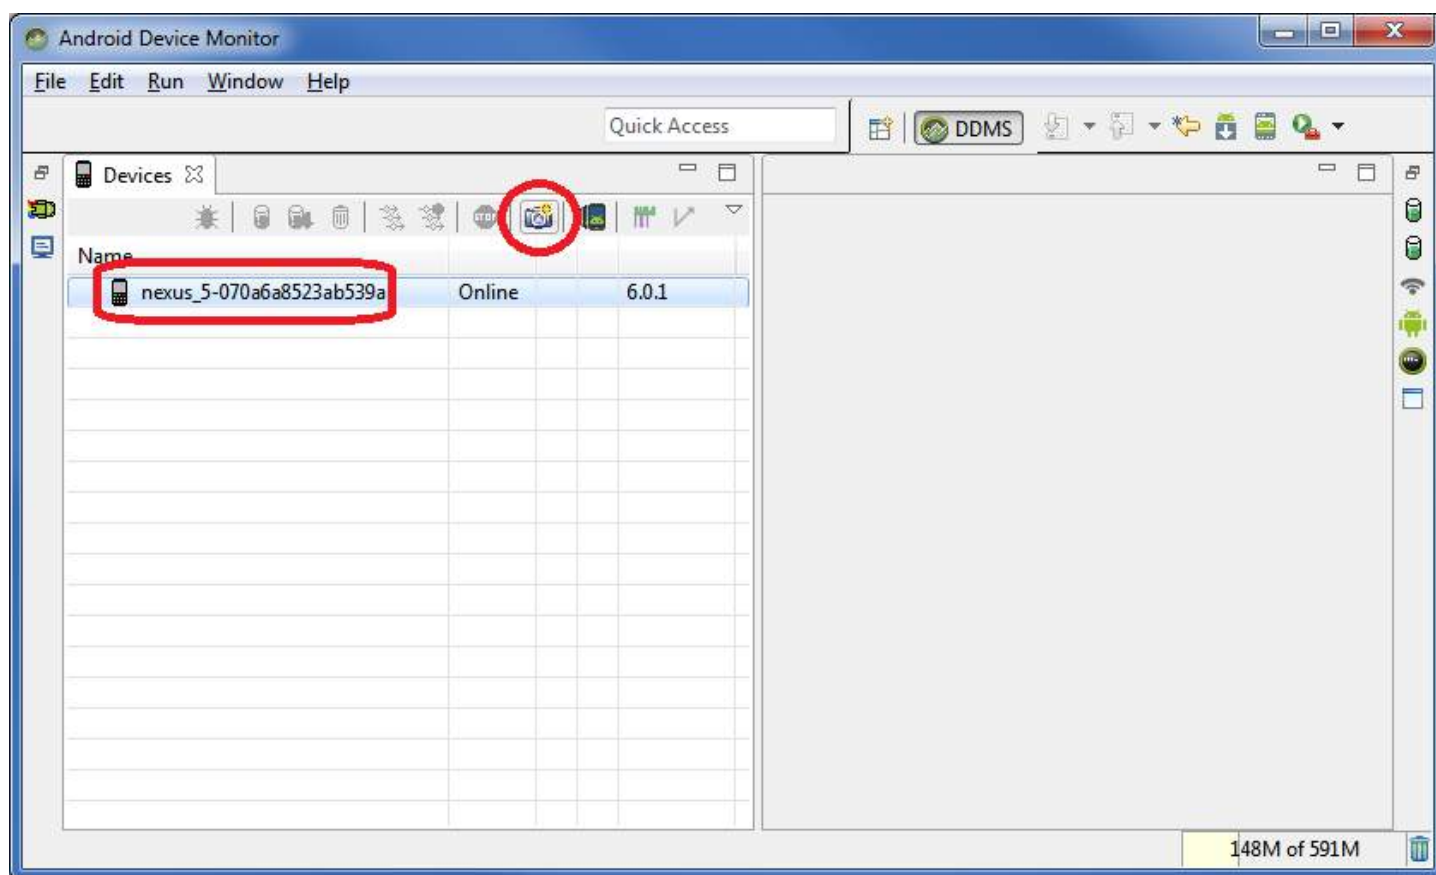 Android Device Monitor
File Edit Run Window Help
Quick Access
DDMS
Devices
STOP
Name
nexus_5-070a6a8523ab539a Online 6.0.1
148M of 591M